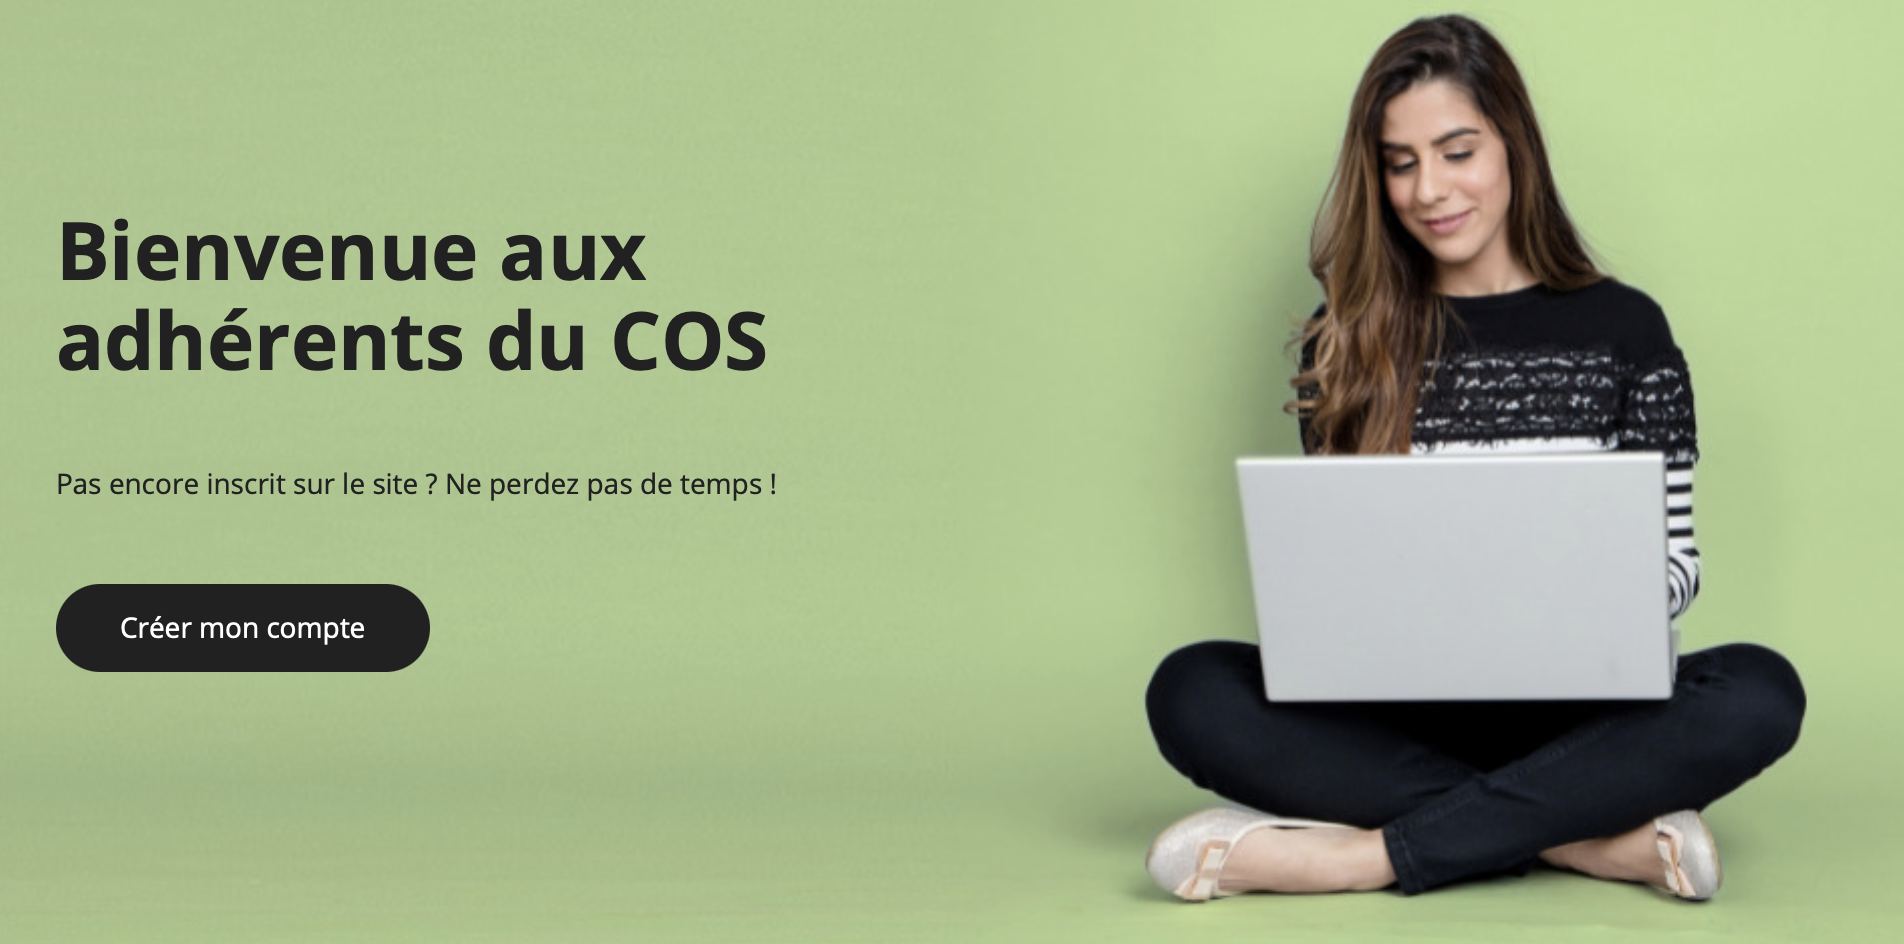 Bienvenue aux
adhérents du COS
Pas encore inscrit sur le site ? Ne perdez pas de temps !
Créer mon compte